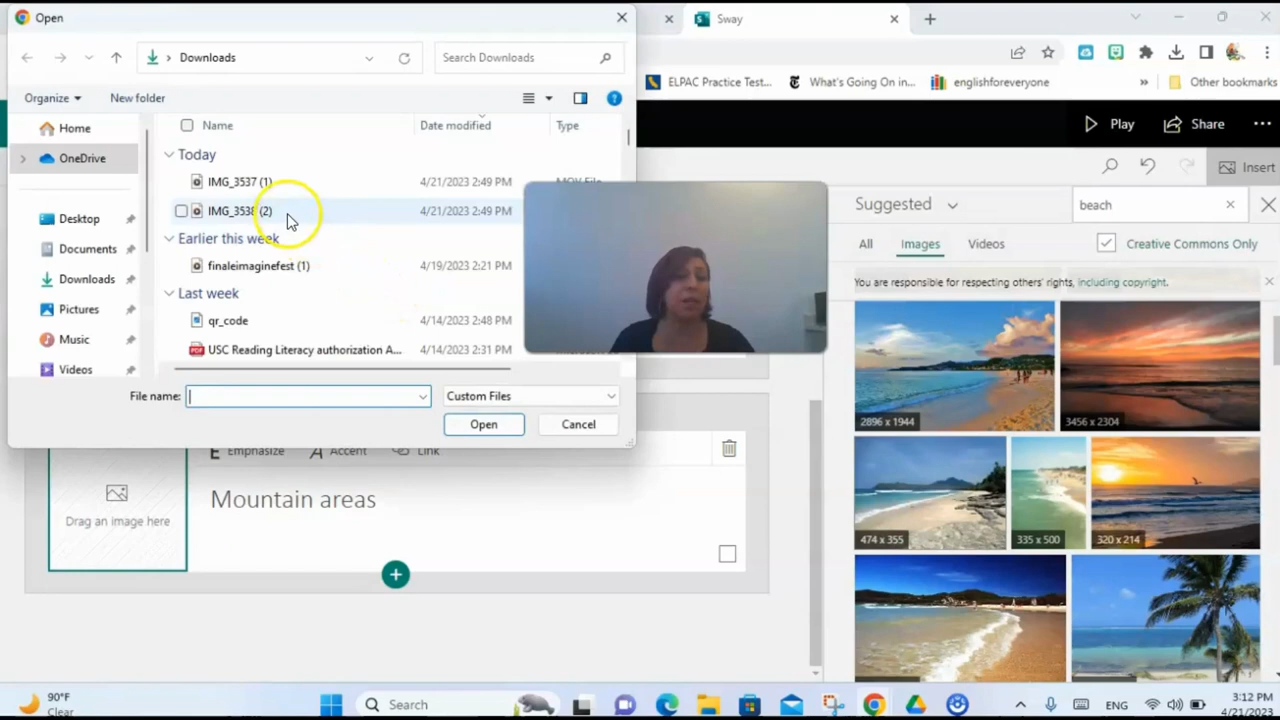 Open
Sway
Downloads
Search Downloads
ELPAC Practice Test...
What's Going On in...
englishforeveryone
Other bookmarks
Organize
New folder
Play
Share
Home
Name
Date modified
Type
OneDrive
Today
Insert
IMG_3537 (1)
4/21/2023 2:49 PM
MOV File
Desktop
IMG_3538 (2)
4/21/2023 2:49 PM
Suggested
beach
Documents
Earlier this week
All
Images
Videos
Creative Commons Only
Downloads
finaleimaginefest (1)
4/19/2023 2:21 PM
You are responsible for respecting others' rights, including copyright.
Pictures
Last week
Music
qr_code
4/14/2023 2:48 PM
Videos
USC Reading Literacy authorization A...
4/14/2023 2:31 PM
File name:
Custom Files
Open
Cancel
2896 x 1944
3456 x 2304
Emphasize
Accent
Link
Mountain areas
Drag an image here
474 x 355
335 x 500
320 x 214
90°F
Clear
Search
ENG
3:12 PM
4/21/2023